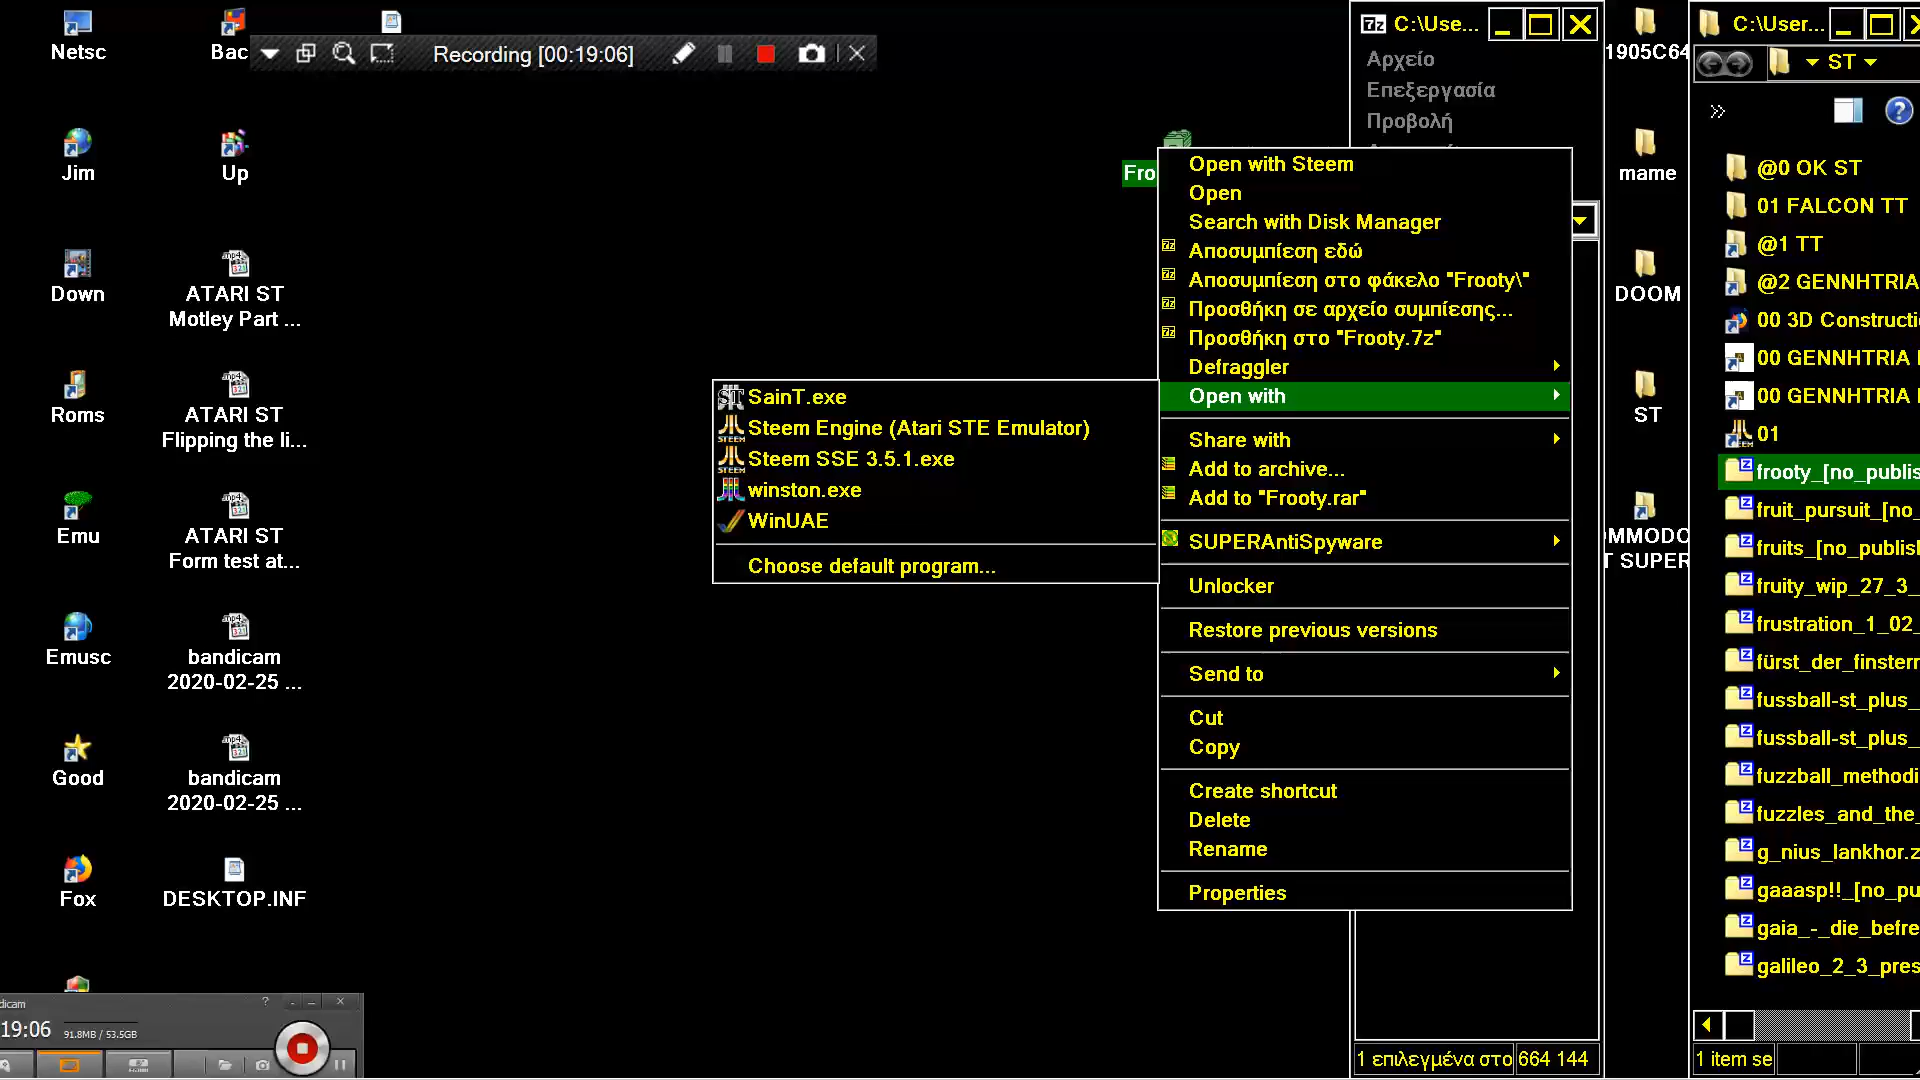 Netsc
Bac
Recording [00:19:06]
Jim
Up
Down
ATARI ST
Motley Part ...
Roms
ATARI ST
Flipping the li...
Emu
ATARI ST
Form test at...
Emusc
bandicam
2020-02-25 ...
Good
bandicam
2020-02-25 ...
Fox
DESKTOP.INF
dicam
19:06
91.8MB / 53.5GB
Fro
SainT.exe
Steem Engine (Atari STE Emulator)
Steem SSE 3.5.1.exe
winston.exe
WinUAE
Choose default program...
Open with Steem
Open
Search with Disk Manager
Αποσυμπίεση εδώ
Αποσυμπίεση στο φάκελο "Frooty\"
Προσθήκη σε αρχείο συμπίεσης...
Προσθήκη στο "Frooty.7z"
Defraggler
Open with
Share with
Add to archive...
Add to "Frooty.rar"
SUPERAntiSpyware
Unlocker
Restore previous versions
Send to
Cut
Copy
Create shortcut
Delete
Rename
Properties
7z C:\Use...
Αρχείο
Επεξεργασία
Προβολή
1 επιλεγμένα στο
664 144
1905C64
mame
DOOM
ST
MMODO
T SUPER
C:\User...
ST
@0 OK ST
01 FALCON TT
@1 TT
@2 GENNHTRIA
00 3D Constructi
00 GENNHTRIA
00 GENNHTRIA
01
frooty_[no_publis
fruit_pursuit_[no_
fruits_[no_publis
fruity_wip_27_3_
frustration_1_02_
fürst_der_finstern
fussball-st_plus_
fussball-st_plus_
fuzzball_methodi
fuzzles_and_the_
g_nius_lankhor.z
gaaasp!!_[no_pu
gaia_-_die_befre
galileo_2_3_pres
1 item se